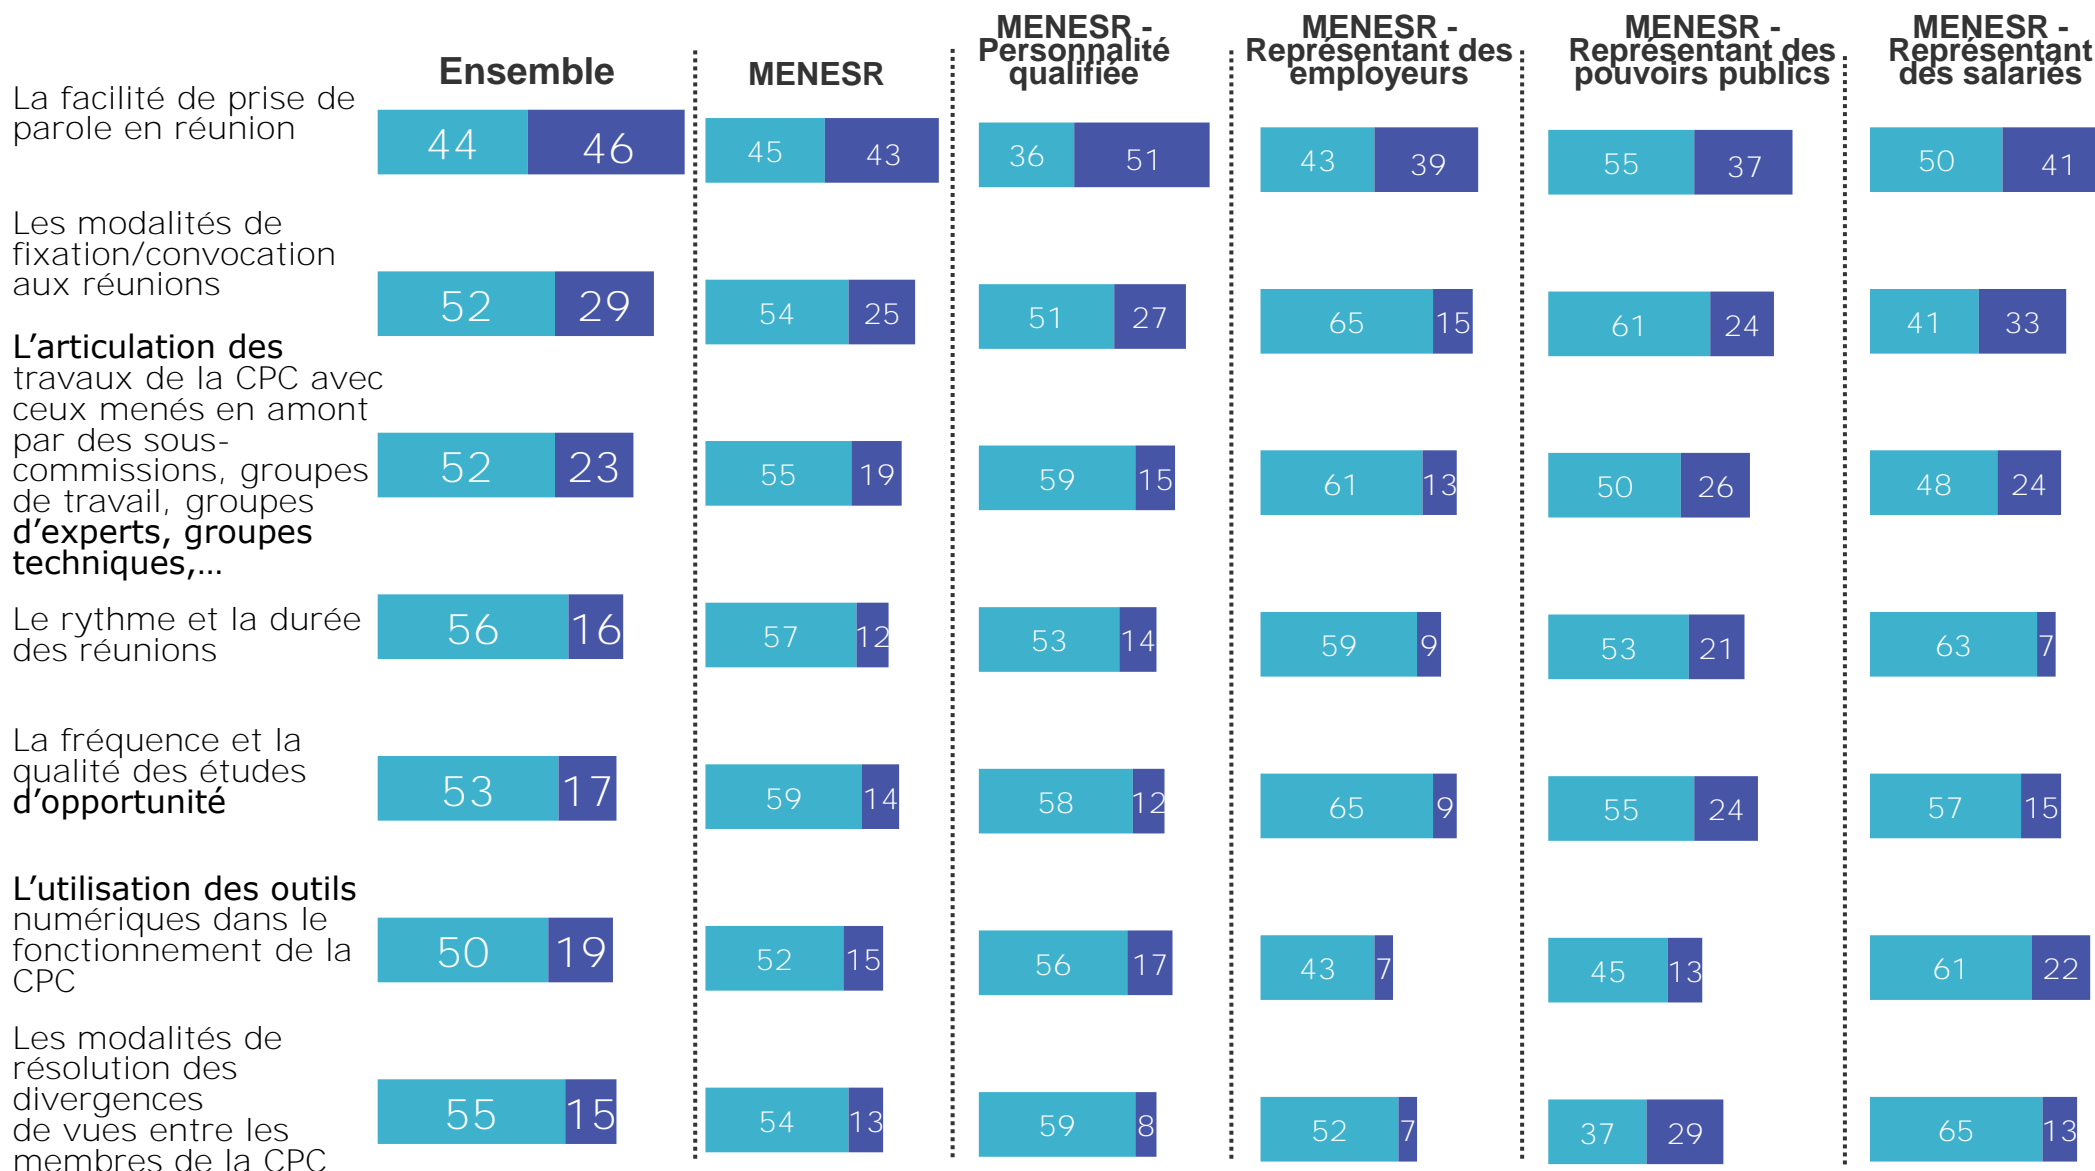 Ensemble
MENESR
MENESR -
Personnalité
qualifiée
MENESR -
Représentant des
employeurs
MENESR -
Représentant des
pouvoirs publics
MENESR -
Représentant
des salariés
La facilité de prise de
parole en réunion
44 46 45 43 36 51 43 39 55 37 50 41
Les modalités de
fixation/convocation
aux réunions
52 29 54 25 51 27 65 15 61 24 41 33
L’articulation des
travaux de la CPC avec
ceux menés en amont
par des sous-
commissions, groupes
de travail, groupes
d’experts, groupes
techniques,…
52 23 55 19 59 15 61 13 50 26 48 24
Le rythme et la durée
des réunions
56 16 57 12 53 14 59 9 53 21 63 7
La fréquence et la
qualité des études
d’opportunité
53 17 59 14 58 12 65 9 55 24 57 15
L’utilisation des outils
numériques dans le
fonctionnement de la
CPC
50 19 52 15 56 17 43 7 45 13 61 22
Les modalités de
résolution des
divergences
de vues entre les
membres de la CPC
55 15 54 13 59 8 52 7 37 29 65 13